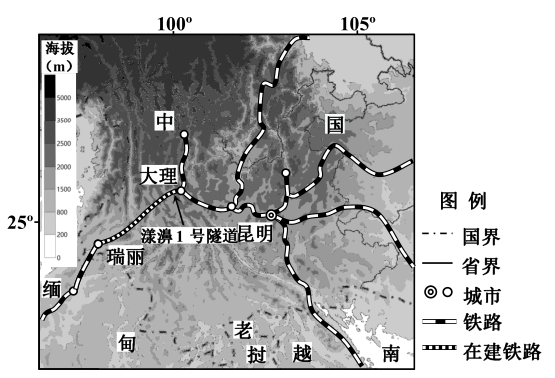 100° 105°
海拔
（m）
5000
3500
2500
2000
1500
800
200
0
中 国
大理
25°
漾濞1号隧道 昆明
瑞丽
缅
甸
老
挝
越 南
图 例
国界
省界
城市
铁路
在建铁路